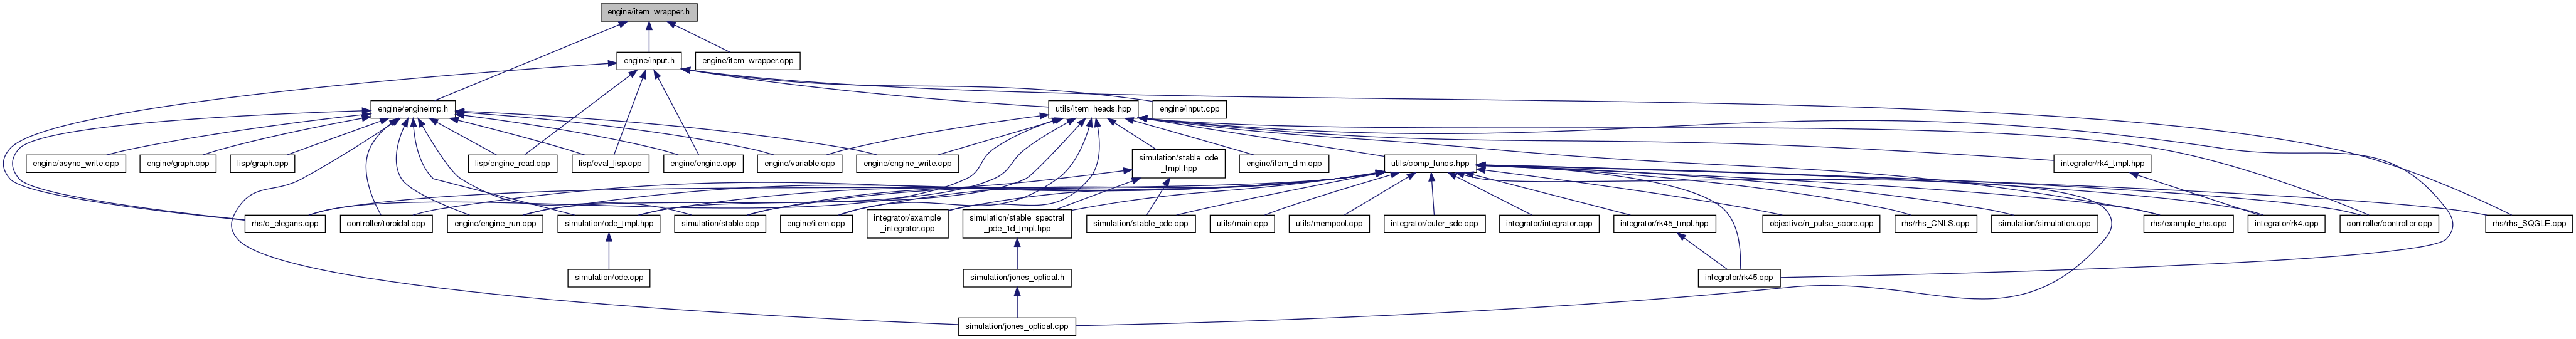 engine/item_wrapper.h
engine/input.h
engine/item_wrapper.cpp
engine/engineimp.h
utils/item_heads.hpp
engine/input.cpp
engine/async_write.cpp
engine/graph.cpp
lisp/graph.cpp
lisp/engine_read.cpp
lisp/eval_lisp.cpp
engine/engine.cpp
engine/variable.cpp
engine/engine_write.cpp
simulation/stable_ode
_tmpl.hpp
engine/item_dim.cpp
utils/comp_funcs.hpp
integrator/rk4_tmpl.hpp
rhs/c_elegans.cpp
controller/toroidal.cpp
engine/engine_run.cpp
simulation/ode_tmpl.hpp
simulation/stable.cpp
engine/item.cpp
integrator/example
_integrator.cpp
simulation/stable_spectral
_pde_1d_tmpl.hpp
simulation/stable_ode.cpp
utils/main.cpp
utils/mempool.cpp
integrator/euler_sde.cpp
integrator/integrator.cpp
integrator/rk45_tmpl.hpp
objective/n_pulse_score.cpp
rhs/rhs_CNLS.cpp
simulation/simulation.cpp
rhs/example_rhs.cpp
integrator/rk4.cpp
controller/controller.cpp
rhs/rhs_SQGLE.cpp
simulation/ode.cpp
simulation/jones_optical.h
integrator/rk45.cpp
simulation/jones_optical.cpp